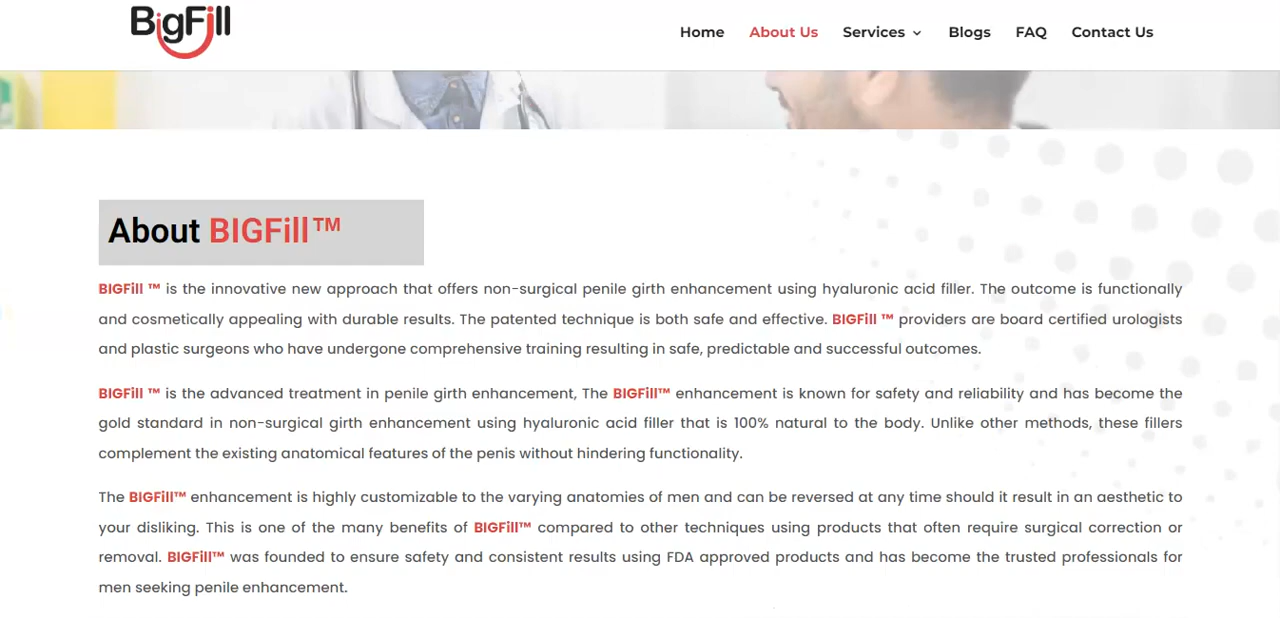 BigFill
Home About Us Services Blogs FAQ Contact Us
About BIGFill™
BIGFill ™ is the innovative new approach that offers non-surgical penile girth enhancement using hyaluronic acid filler. The outcome is functionally
and cosmetically appealing with durable results. The patented technique is both safe and effective. BIGFill ™ providers are board certified urologists
and plastic surgeons who have undergone comprehensive training resulting in safe, predictable and successful outcomes.
BIGFill ™ is the advanced treatment in penile girth enhancement, The BIGFill™ enhancement is known for safety and reliability and has become the
gold standard in non-surgical girth enhancement using hyaluronic acid filler that is 100% natural to the body. Unlike other methods, these fillers
complement the existing anatomical features of the penis without hindering functionality.
The BIGFill™ enhancement is highly customizable to the varying anatomies of men and can be reversed at any time should it result in an aesthetic to
your disliking. This is one of the many benefits of BIGFill™ compared to other techniques using products that often require surgical correction or
removal. BIGFill™ was founded to ensure safety and consistent results using FDA approved products and has become the trusted professionals for
men seeking penile enhancement.